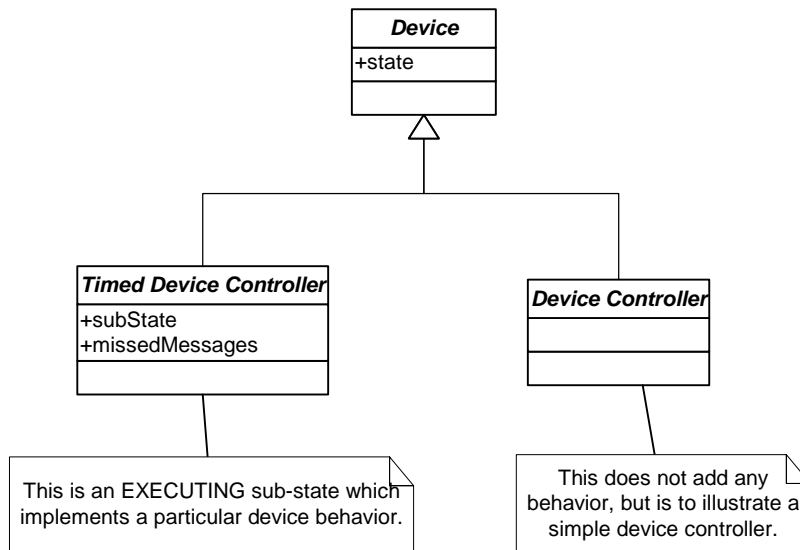 Device
+state
Timed Device Controller
+subState
+missedMessages
Device Controller
This is an EXECUTING sub-state which
implements a particular device behavior.
This does not add any
behavior, but is to illustrate a
simple device controller.